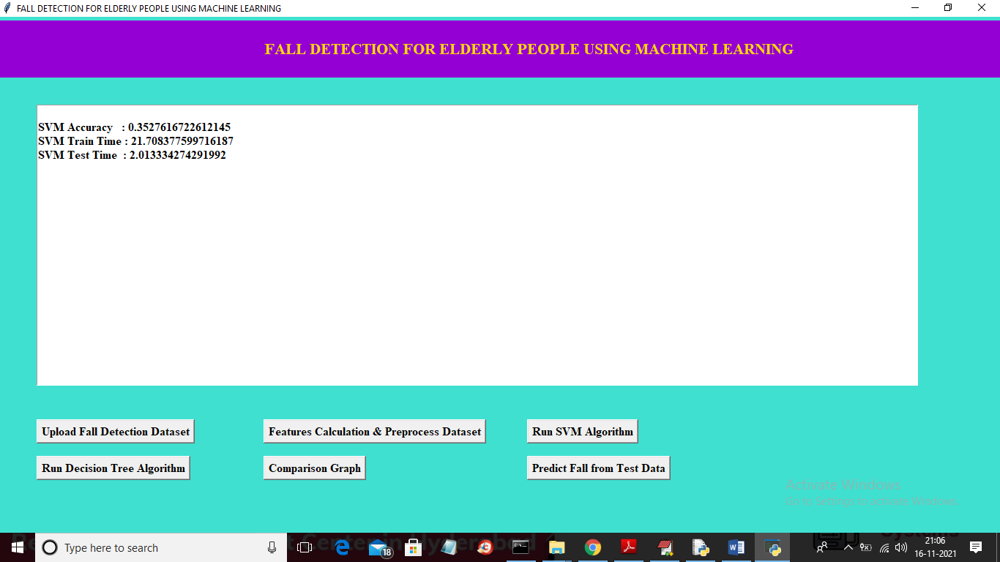 FALL DETECTION FOR ELDERLY PEOPLE USING MACHINE LEARNING
FALL DETECTION FOR ELDERLY PEOPLE USING MACHINE LEARNING
SVM Accuracy : 0.3527616722612145
SVM Train Time : 21.708377599716187
SVM Test Time : 2.013334274291992
Upload Fall Detection Dataset
Features Calculation & Preprocess Dataset
Run SVM Algorithm
Run Decision Tree Algorithm
Comparison Graph
Predict Fall from Test Data
Activate Windows
Go to Settings to activate Windows.
Type here to search
18
21:06
16-11-2021